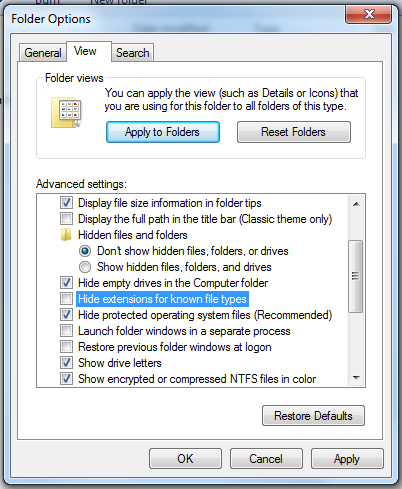 Burn New folder
Folder Options
General View Search
Folder views
You can apply the view (such as Details or Icons) that
you are using for this folder to all folders of this type.
Apply to Folders Reset Folders
Advanced settings:
Display file size information in folder tips
Display the full path in the title bar (Classic theme only)
Hidden files and folders
Don't show hidden files, folders, or drives
Show hidden files, folders, and drives
Hide empty drives in the Computer folder
Hide extensions for known file types
Hide protected operating system files (Recommended)
Launch folder windows in a separate process
Restore previous folder windows at logon
Show drive letters
Show encrypted or compressed NTFS files in color
Restore Defaults
OK Cancel Apply